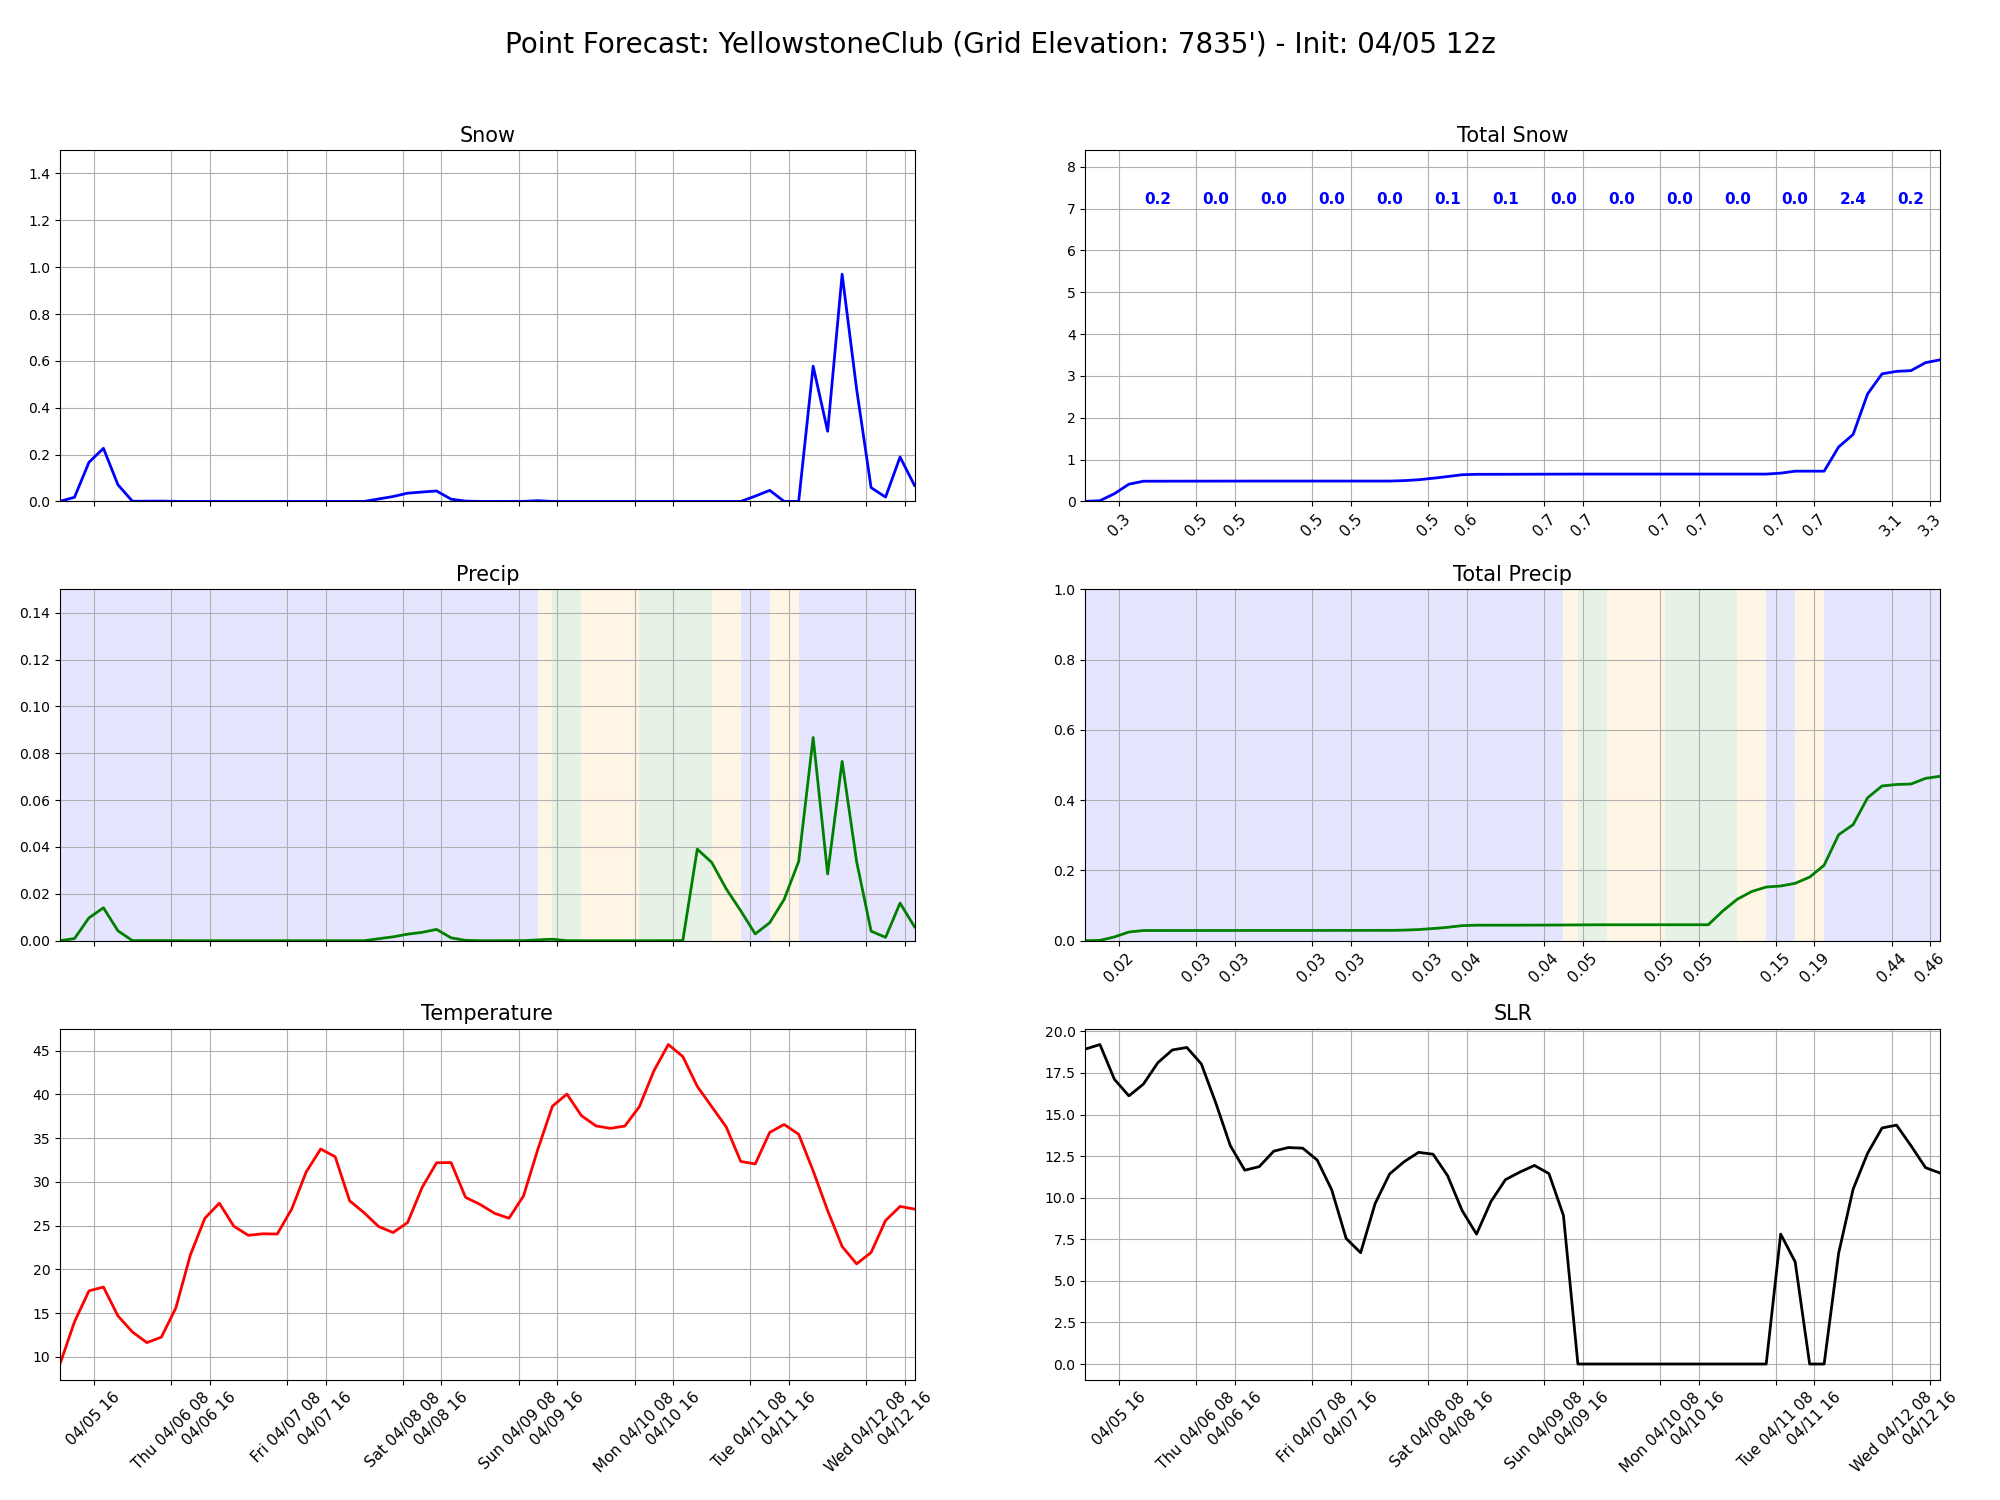 Point Forecast: YellowstoneClub (Grid Elevation: 7835') - Init: 04/05 12z
Snow
1.4
1.2
1.0
0.8
0.6
0.4
0.2
0.0
Total Snow
8
7
6
5
4
3
2
1
0
0.2 0.0 0.0 0.0 0.0 0.1 0.1 0.0 0.0 0.0 0.0 0.0 2.4 0.2
0.3 0.5 0.5 0.5 0.5 0.5 0.6 0.7 0.7 0.7 0.7 0.7 0.7 3.1 3.3
Precip
0.14
0.12
0.10
0.08
0.06
0.04
0.02
0.00
Total Precip
1.0
0.8
0.6
0.4
0.2
0.0
0.02 0.03 0.03 0.03 0.03 0.03 0.04 0.04 0.05 0.05 0.05 0.15 0.19 0.44 0.46
Temperature
45
40
35
30
25
20
15
10
04/05 16
Thu 04/06 08
04/06 16
Fri 04/07 08
04/07 16
Sat 04/08 08
04/08 16
Sun 04/09 08
04/09 16
Mon 04/10 08
04/10 16
Tue 04/11 08
04/11 16
Wed 04/12 08
04/12 16
SLR
20.0
17.5
15.0
12.5
10.0
7.5
5.0
2.5
0.0
04/05 16
Thu 04/06 08
04/06 16
Fri 04/07 08
04/07 16
Sat 04/08 08
04/08 16
Sun 04/09 08
04/09 16
Mon 04/10 08
04/10 16
Tue 04/11 08
04/11 16
Wed 04/12 08
04/12 16